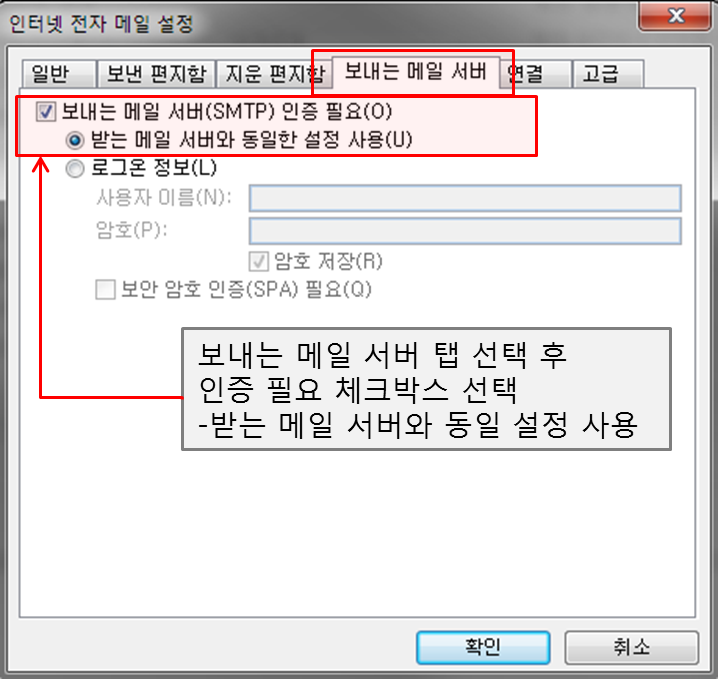 인터넷 전자 메일 설정
일반 보낸 편지함 지운 편지함 보내는 메일 서버 연결 고급
보내는 메일 서버(SMTP) 인증 필요(O)
받는 메일 서버와 동일한 설정 사용(U)
로그온 정보(L)
사용자 이름(N):
암호(P):
암호 저장(R)
보안 암호 인증(SPA) 필요(Q)
보내는 메일 서버 탭 선택 후
인증 필요 체크박스 선택
-받는 메일 서버와 동일 설정 사용
확인 취소